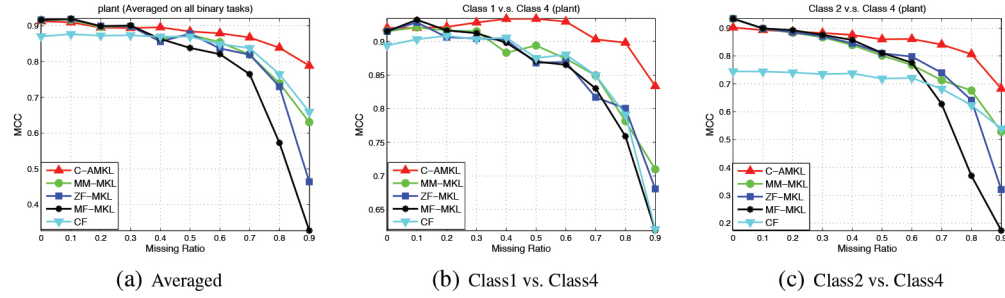 plant (Averaged on all binary tasks)
MCC
0.9
0.8
0.7
0.6
0.5
0.4
C-AMKL
MM-MKL
ZF-MKL
MF-MKL
CF
0 0.1 0.2 0.3 0.4 0.5 0.6 0.7 0.8 0.9
Missing Ratio
(a) Averaged
Class 1 v.s. Class 4 (plant)
MCC
0.95
0.9
0.85
0.8
0.75
0.7
0.65
C-AMKL
MM-MKL
ZF-MKL
MF-MKL
CF
0 0.1 0.2 0.3 0.4 0.5 0.6 0.7 0.8 0.9
Missing Ratio
(b) Class1 vs. Class4
Class 2 v.s. Class 4 (plant)
MCC
0.9
0.8
0.7
0.6
0.5
0.4
0.3
0.2
C-AMKL
MM-MKL
ZF-MKL
MF-MKL
CF
0 0.1 0.2 0.3 0.4 0.5 0.6 0.7 0.8 0.9
Missing Ratio
(c) Class2 vs. Class4